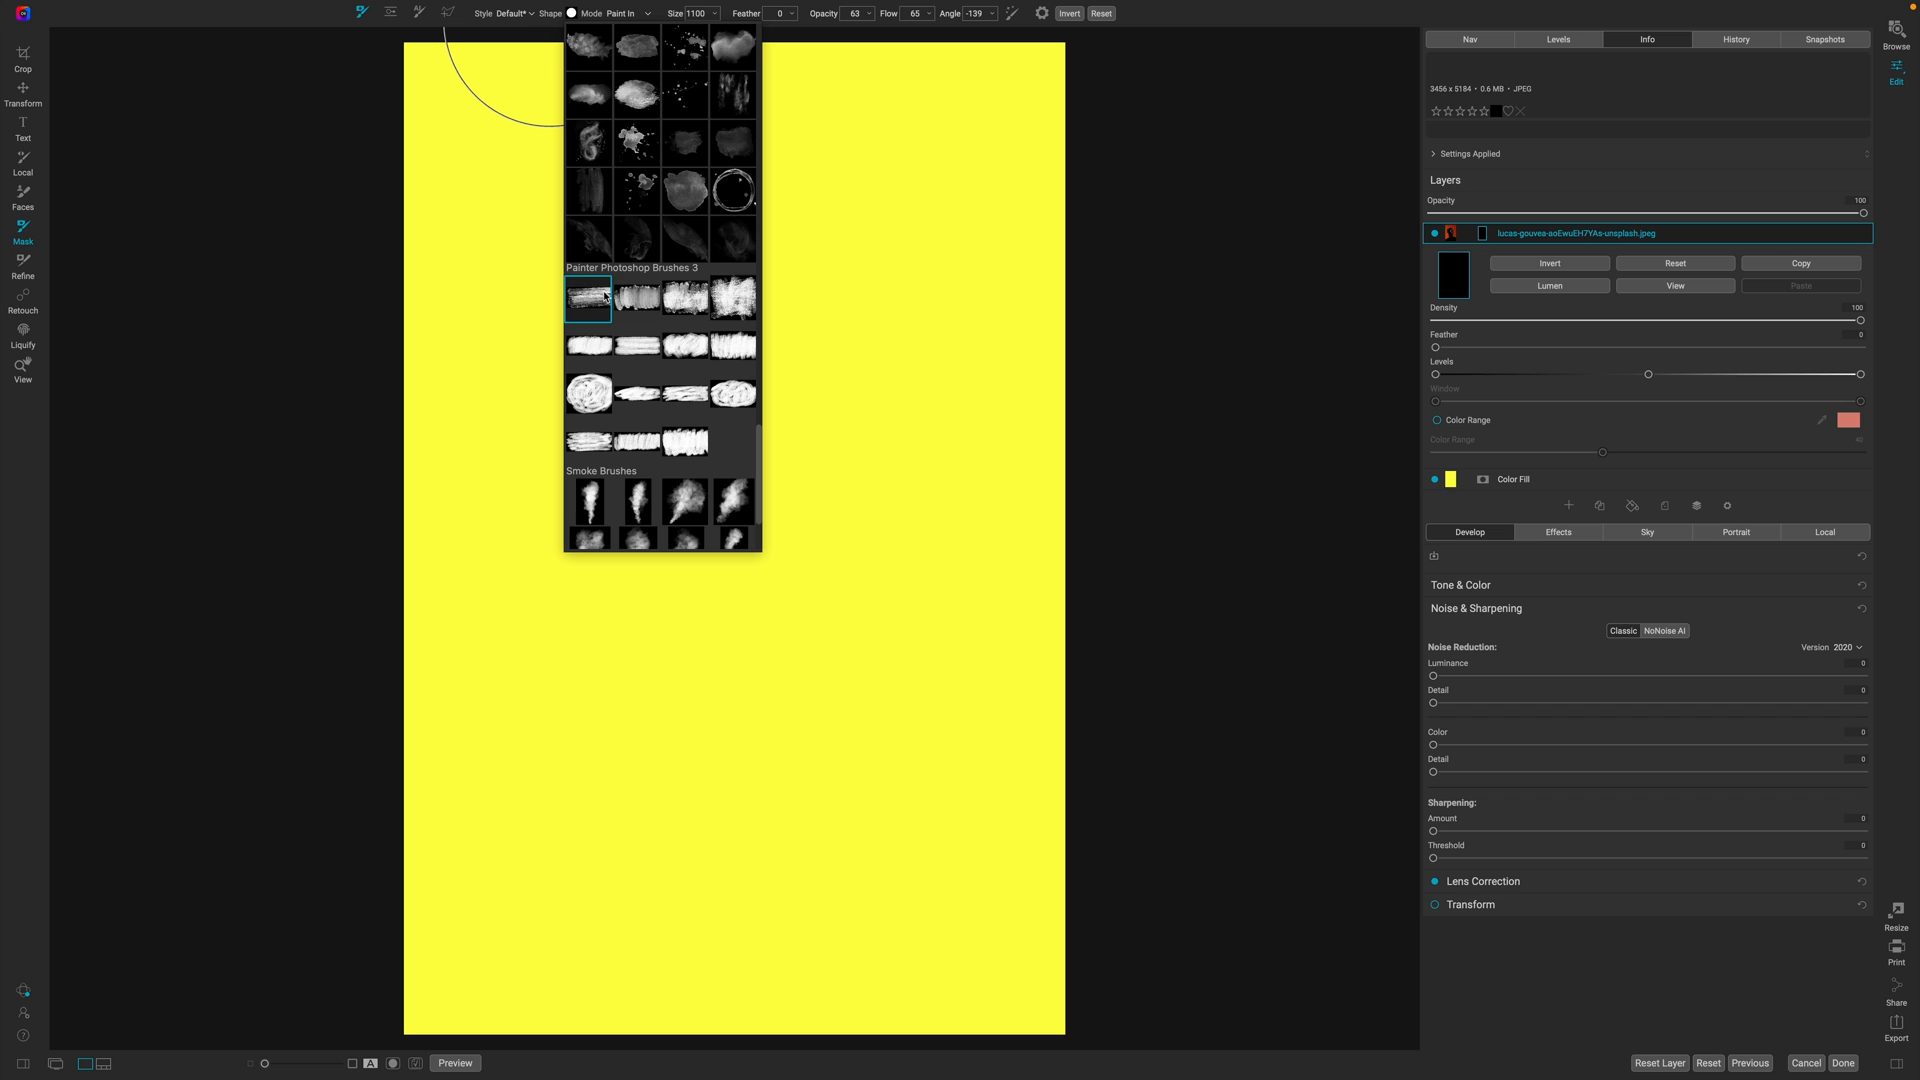 Style Default* Shape Mode Paint In Size 1100 Feather 0 Opacity 63 Flow 65 Angle -139 Invert Reset
Crop
Transform
Text
Local
Faces
Mask
Refine
Retouch
Liquify
View
Painter Photoshop Brushes 3
Smoke Brushes
Nav Levels Info History Snapshots
Browse
Edit
3456 x 5184 • 0.6 MB • JPEG
Settings Applied
Layers
Opacity 100
lucas-gouvea-aoEwuEH7YAs-unsplash.jpeg
Invert Reset Copy
Lumen View Paste
Density 100
Feather 0
Levels
Window
Color Range
Color Range 40
Color Fill
Develop Effects Sky Portrait Local
Tone & Color
Noise & Sharpening
Classic NoNoise AI
Noise Reduction: Version 2020
Luminance 0
Detail 0
Color 0
Detail 0
Sharpening:
Amount 0
Threshold 0
Lens Correction
Transform
Resize
Print
Share
Export
A Preview
Reset Layer Reset Previous Cancel Done